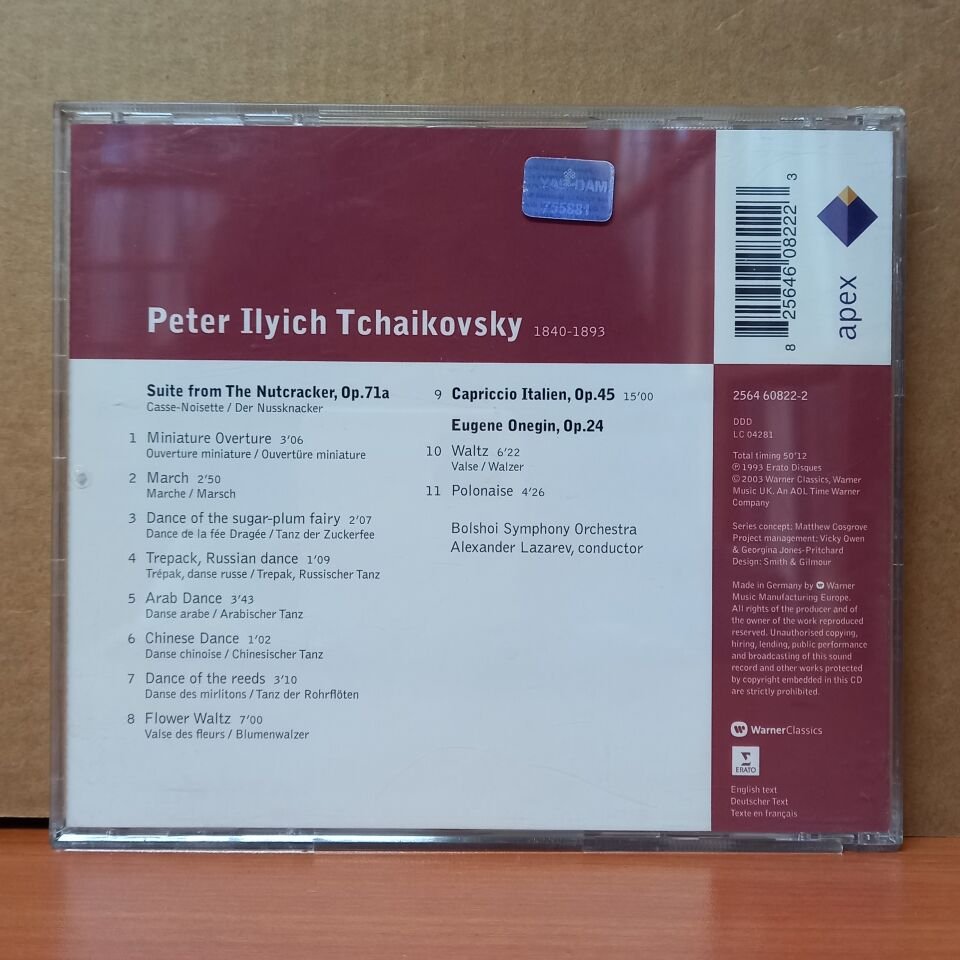 YAZ-DAM
755881
8 25646 08222 3
apex
Peter Ilyich Tchaikovsky 1840-1893
Suite from The Nutcracker, Op.71a
Casse-Noisette / Der Nussknacker
1 Miniature Overture 3'06
Ouverture miniature / Ouvertüre miniature
2 March 2'50
Marche / Marsch
3 Dance of the sugar-plum fairy 2'07
Dance de la fée Dragée / Tanz der Zuckerfee
4 Trepack, Russian dance 1'09
Trépak, danse russe / Trepak, Russischer Tanz
5 Arab Dance 3'43
Danse arabe / Arabischer Tanz
6 Chinese Dance 1'02
Danse chinoise / Chinesischer Tanz
7 Dance of the reeds 3'10
Danse des mirlitons / Tanz der Rohrflöten
8 Flower Waltz 7'00
Valse des fleurs / Blumenwalzer
9 Capriccio Italien, Op.45 15'00
Eugene Onegin, Op.24
10 Waltz 6'22
Valse / Walzer
11 Polonaise 4'26
Bolshoi Symphony Orchestra
Alexander Lazarev, conductor
2564 60822-2
DDD
LC 04281
Total timing 50'12
℗ 1993 Erato Disques
© 2003 Warner Classics, Warner
Music UK. An AOL Time Warner
Company
Series concept: Matthew Cosgrove
Project management: Vicky Owen
& Georgina Jones-Pritchard
Design: Smith & Gilmour
Made in Germany by Warner
Music Manufacturing Europe.
All rights of the producer and of
the owner of the work reproduced
reserved. Unauthorised copying,
hiring, lending, public performance
and broadcasting of this sound
record and other works protected
by copyright embedded in this CD
are strictly prohibited.
WarnerClassics
ERATO
English text
Deutscher Text
Texte en français